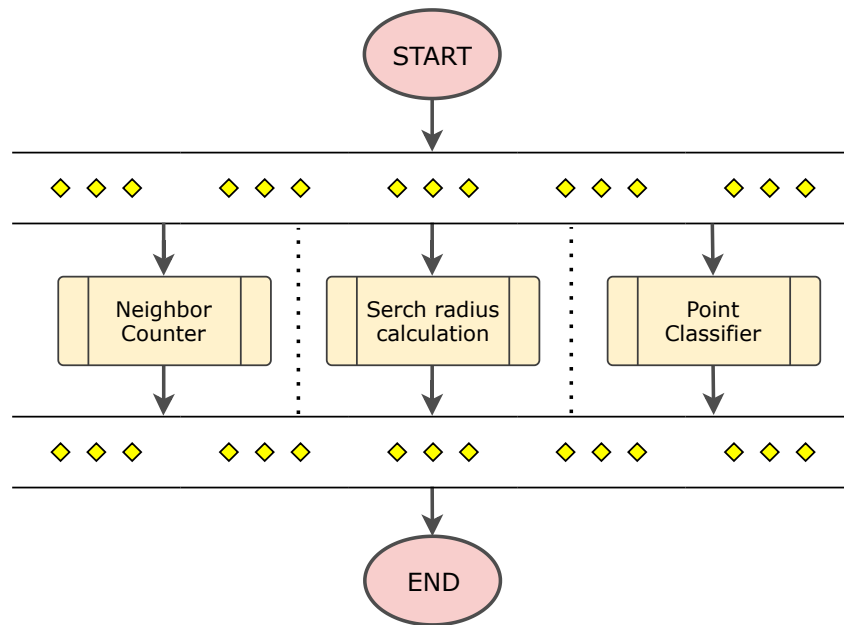 START
Neighbor
Counter
Serch radius
calculation
Point
Classifier
END